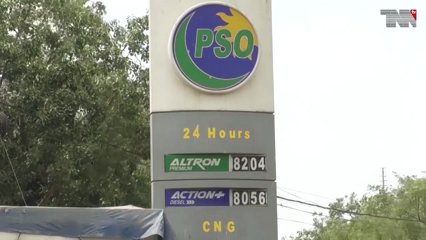 TNN
PSO
24 Hours
ALTRON
PREMIUM
8204
ACTION+
DIESEL
8056
CNG